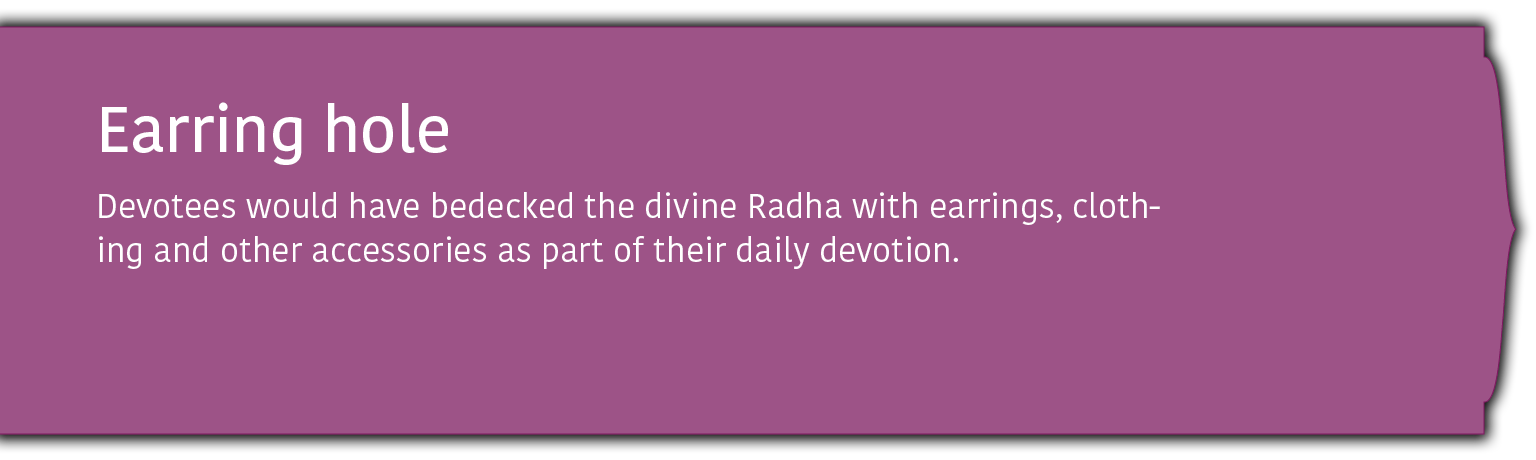 Earring hole
Devotees would have bedecked the divine Radha with earrings, cloth-
ing and other accessories as part of their daily devotion.